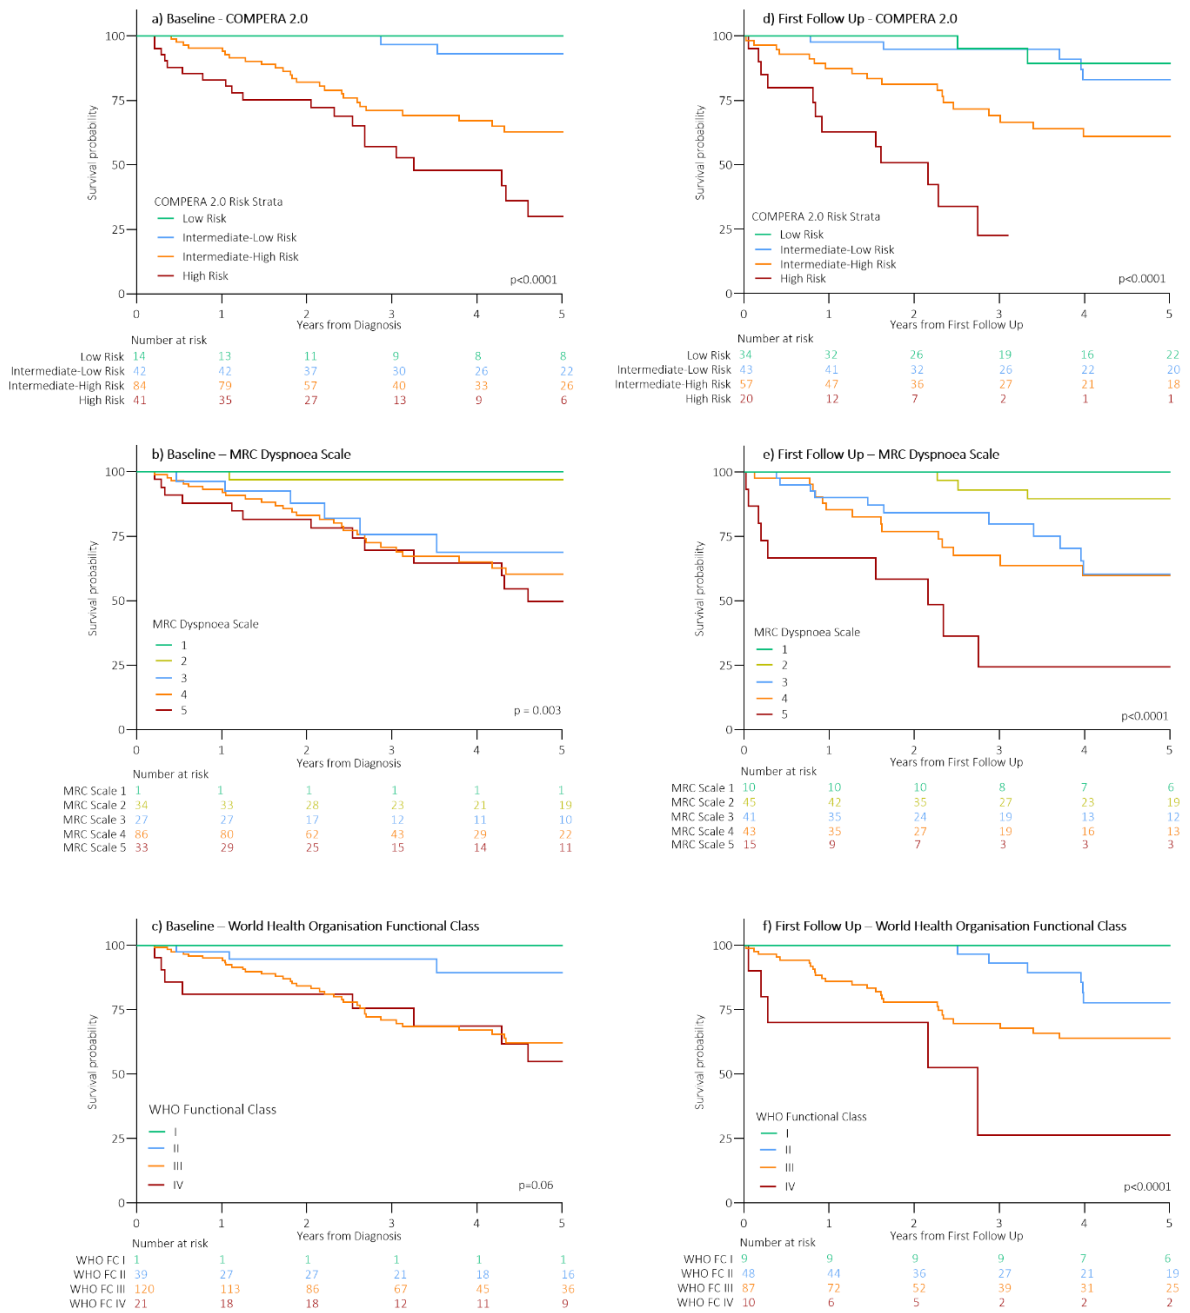 a) Baseline - COMPERA 2.0
100
75
50
25
0
Survival probability
COMPERA 2.0 Risk Strata
Low Risk
Intermediate-Low Risk
Intermediate-High Risk
High Risk
p<0.0001
0 1 2 3 4 5
Years from Diagnosis
Number at risk
Low Risk 14 13 11 9 8 8
Intermediate-Low Risk 42 42 37 30 26 22
Intermediate-High Risk 84 79 57 40 33 26
High Risk 41 35 27 13 9 6
d) First Follow Up - COMPERA 2.0
100
75
50
25
0
Survival probability
COMPERA 2.0 Risk Strata
Low Risk
Intermediate-Low Risk
Intermediate-High Risk
High Risk
p<0.0001
0 1 2 3 4 5
Years from First Follow Up
Number at risk
Low Risk 34 32 26 19 16 22
Intermediate-Low Risk 43 41 32 26 22 20
Intermediate-High Risk 57 47 36 27 21 18
High Risk 20 12 7 2 1 1
b) Baseline – MRC Dyspnoea Scale
100
75
50
25
0
Survival probability
MRC Dyspnoea Scale
1
2
3
4
5
p = 0.003
0 1 2 3 4 5
Years from Diagnosis
Number at risk
MRC Scale 1 1 1 1 1 1 1
MRC Scale 2 34 33 28 23 21 19
MRC Scale 3 27 27 17 12 11 10
MRC Scale 4 86 80 62 43 29 22
MRC Scale 5 33 29 25 15 14 11
e) First Follow Up – MRC Dyspnoea Scale
100
75
50
25
0
Survival probability
MRC Dyspnoea Scale
1
2
3
4
5
p<0.0001
0 1 2 3 4 5
Years from First Follow Up
Number at risk
MRC Scale 1 10 10 10 8 7 6
MRC Scale 2 45 42 35 27 23 19
MRC Scale 3 41 35 24 19 13 12
MRC Scale 4 43 35 27 19 16 13
MRC Scale 5 15 9 7 3 3 3
c) Baseline – World Health Organisation Functional Class
100
75
50
25
0
Survival probability
WHO Functional Class
I
II
III
IV
p=0.06
0 1 2 3 4 5
Years from Diagnosis
Number at risk
WHO FC I 1 1 1 1 1 1
WHO FC II 39 27 27 21 18 16
WHO FC III 120 113 86 67 45 36
WHO FC IV 21 18 18 12 11 9
f) First Follow Up – World Health Organisation Functional Class
100
75
50
25
0
Survival probability
WHO Functional Class
I
II
III
IV
p<0.0001
0 1 2 3 4 5
Years from First Follow Up
Number at risk
WHO FC I 9 9 9 9 7 6
WHO FC II 48 44 36 27 21 19
WHO FC III 87 72 52 39 31 25
WHO FC IV 10 6 5 2 2 2